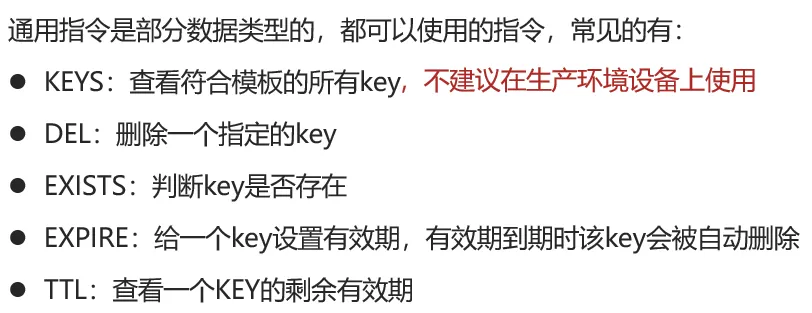 通用指令是部分数据类型的，都可以使用的指令，常见的有：
● KEYS：查看符合模板的所有key，不建议在生产环境设备上使用
● DEL：删除一个指定的key
● EXISTS：判断key是否存在
● EXPIRE：给一个key设置有效期，有效期到期时该key会被自动删除
● TTL：查看一个KEY的剩余有效期